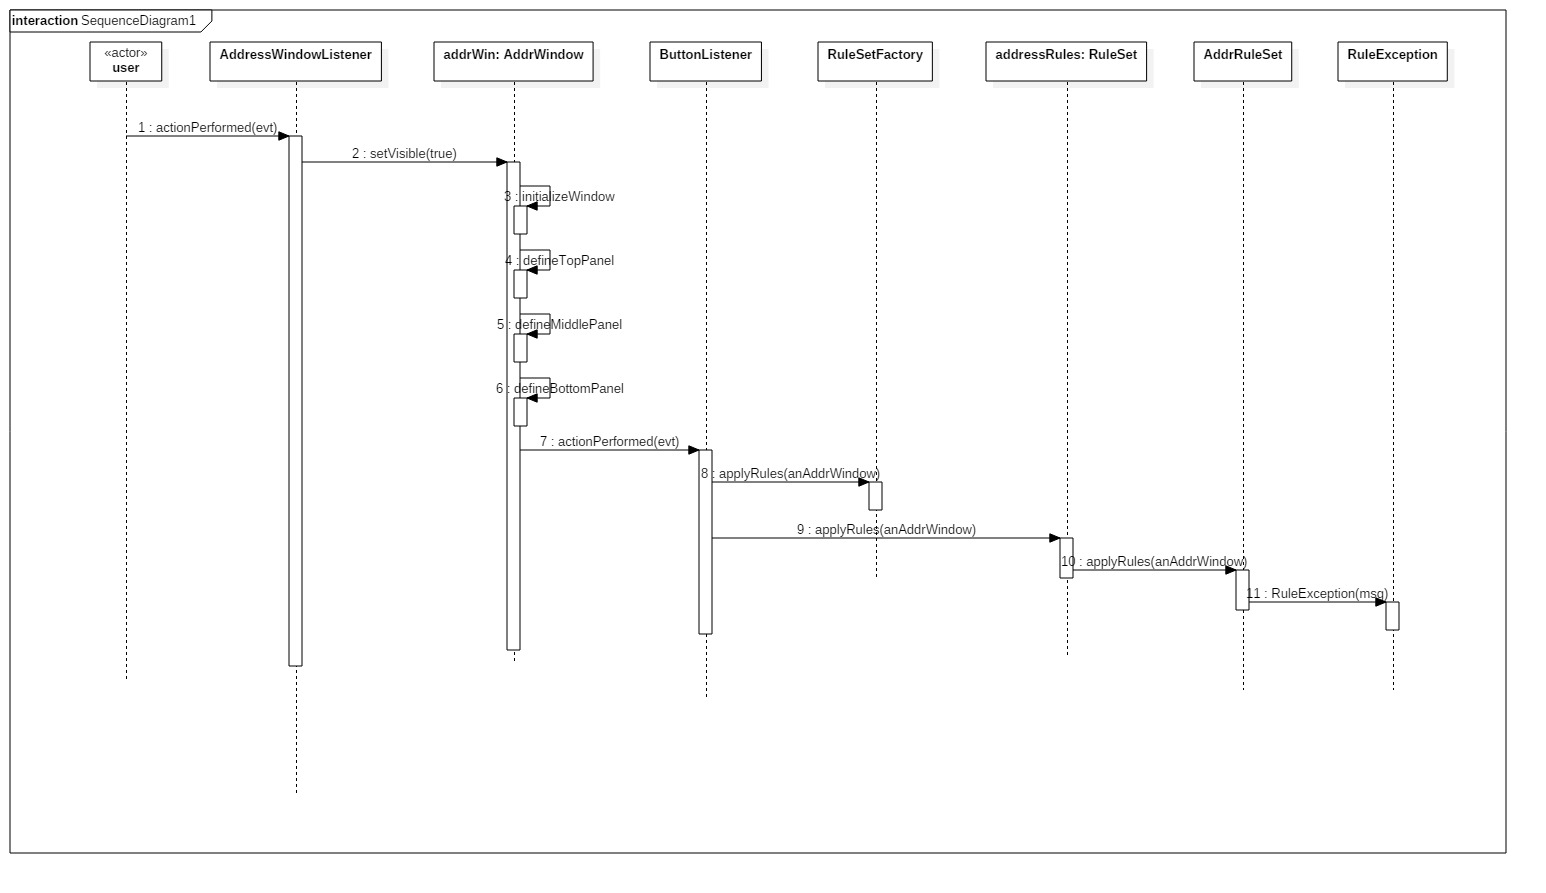 interaction SequenceDiagram1
«actor»
user
AddressWindowListener
addrWin: AddrWindow
ButtonListener
RuleSetFactory
addressRules: RuleSet
AddrRuleSet
RuleException
1 : actionPerformed(evt)
2 : setVisible(true)
3 : initializeWindow
4 : defineTopPanel
5 : defineMiddlePanel
6 : defineBottomPanel
7 : actionPerformed(evt)
8 : applyRules(anAddrWindow)
9 : applyRules(anAddrWindow)
10 : applyRules(anAddrWindow)
11 : RuleException(msg)